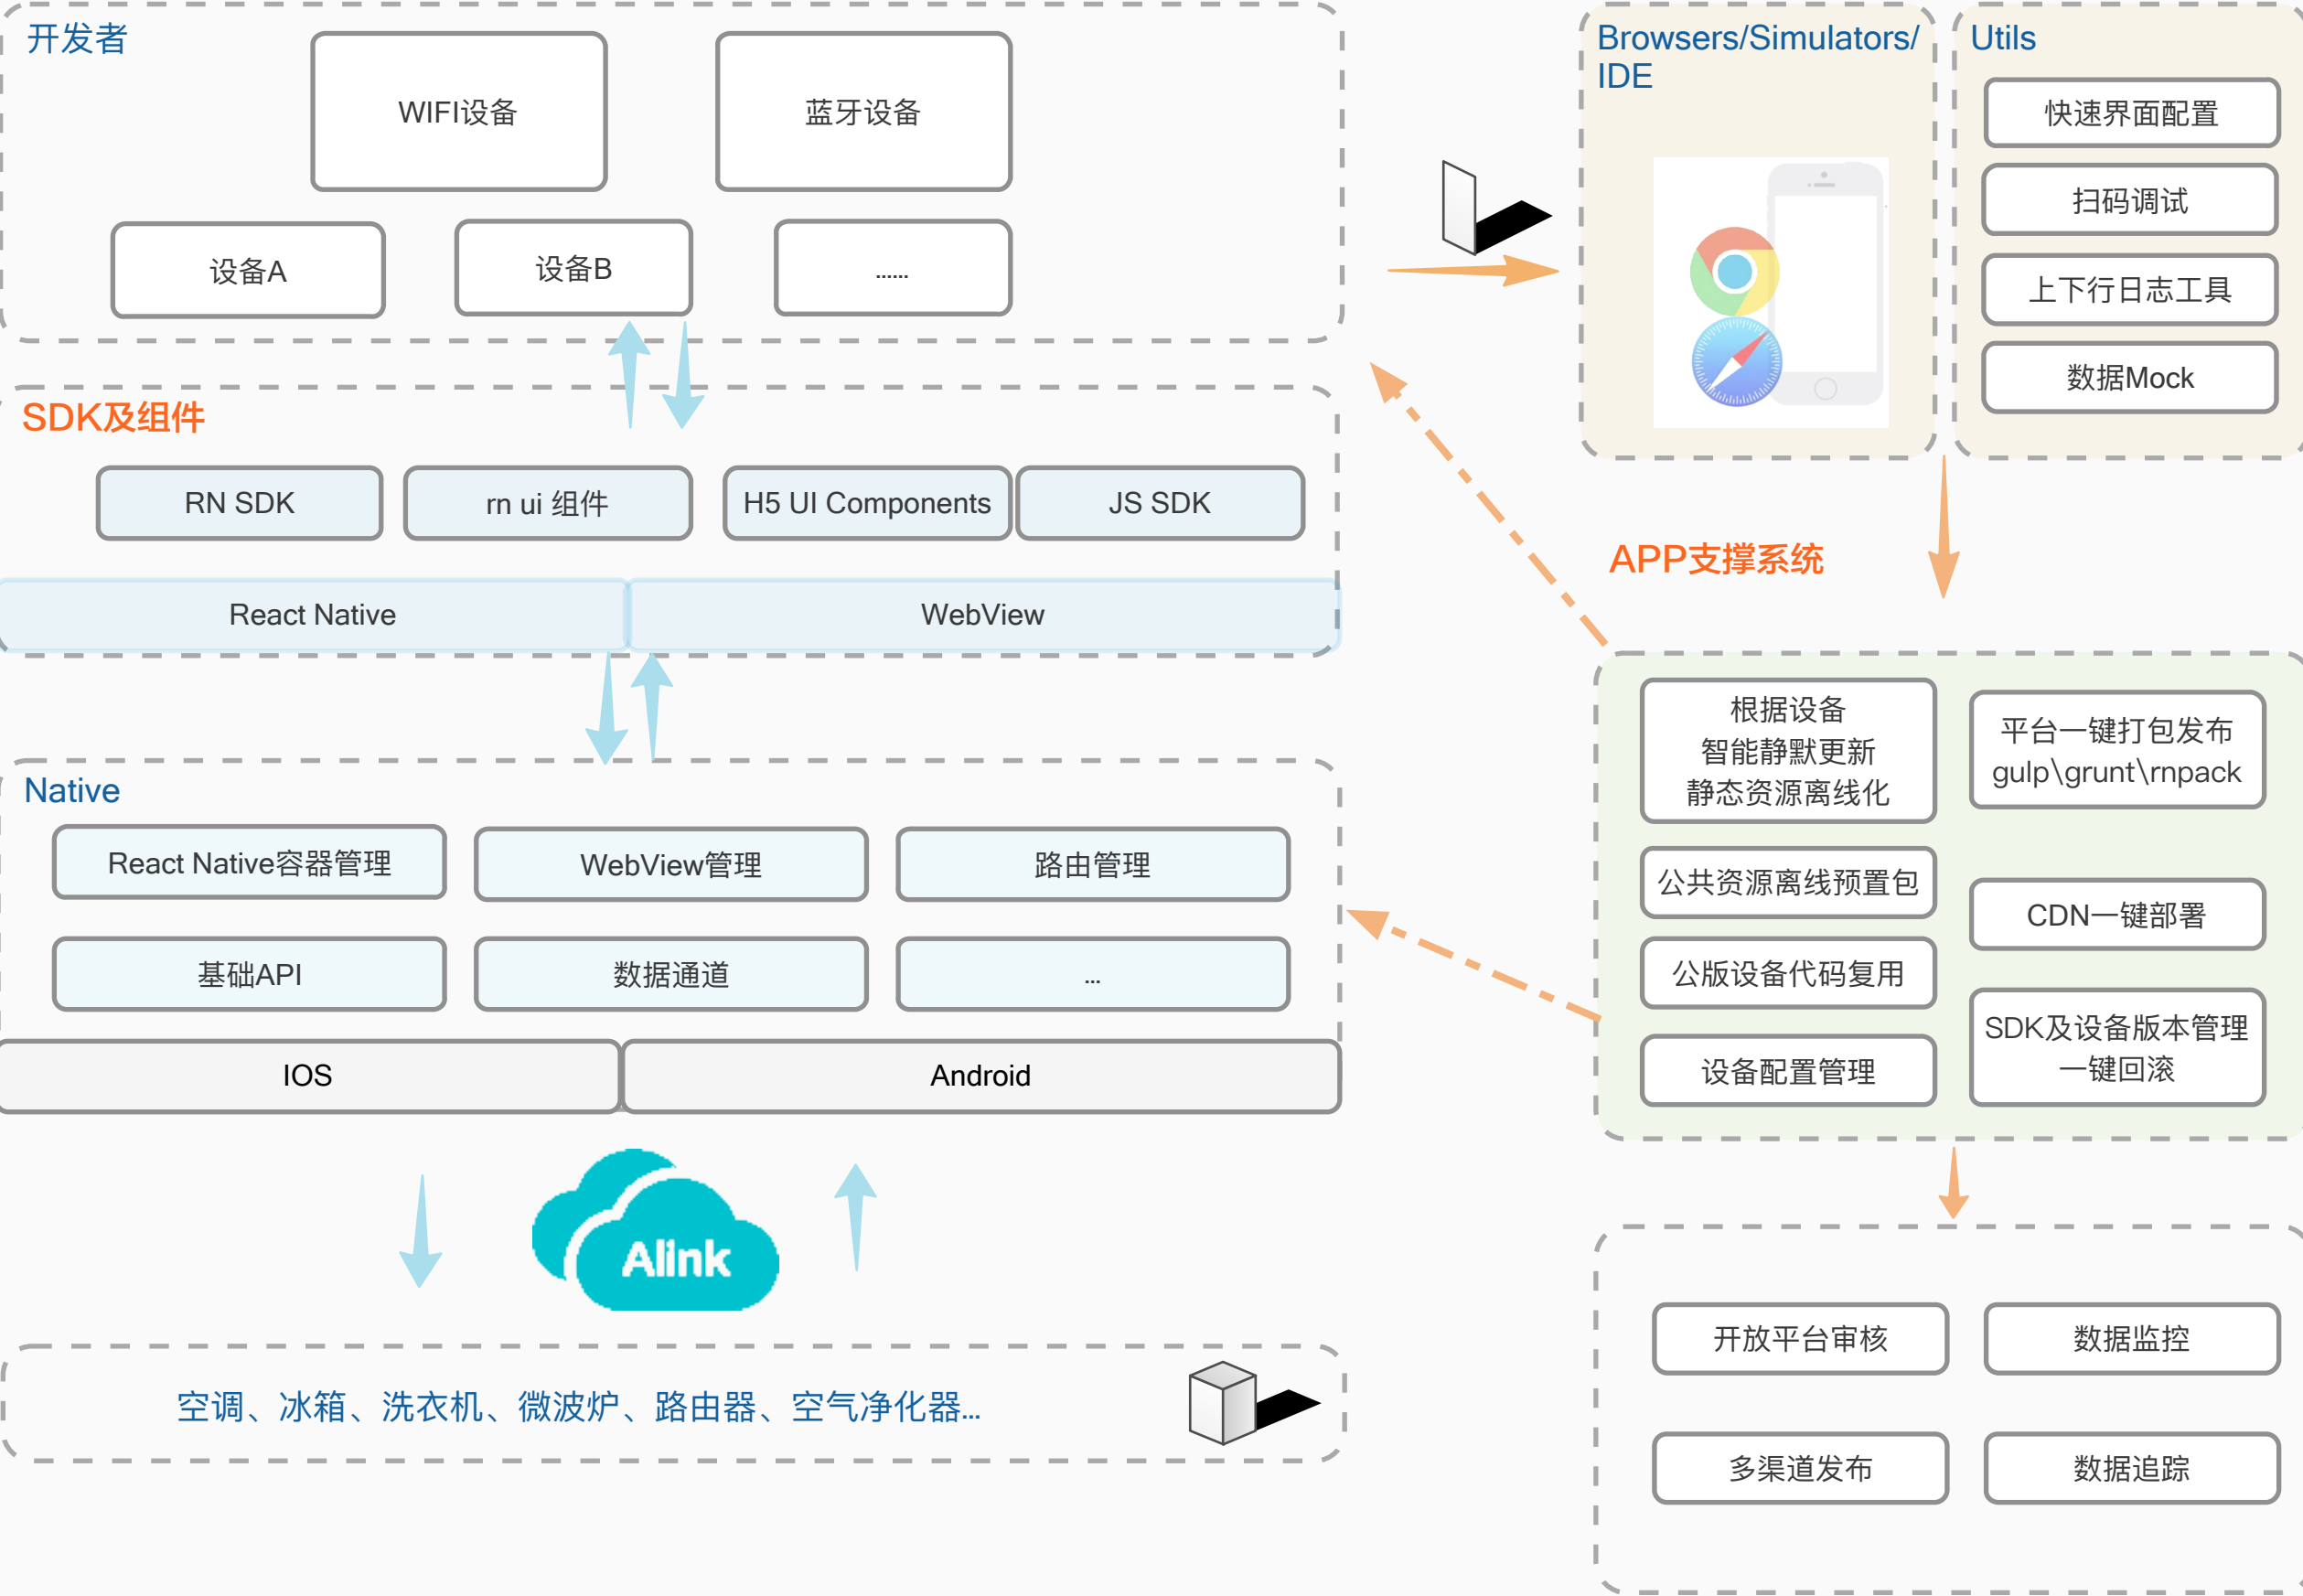 开发者
WIFI设备
蓝牙设备
设备A
设备B
......
SDK及组件
RN SDK
rn ui 组件
H5 UI Components
JS SDK
React Native
WebView
Native
React Native容器管理
WebView管理
路由管理
基础API
数据通道
...
IOS
Android
Alink
空调、冰箱、洗衣机、微波炉、路由器、空气净化器...
Browsers/Simulators/
IDE
Utils
快速界面配置
扫码调试
上下行日志工具
数据Mock
APP支撑系统
根据设备
智能静默更新
静态资源离线化
平台一键打包发布
gulp\grunt\rnpack
公共资源离线预置包
CDN一键部署
公版设备代码复用
SDK及设备版本管理
一键回滚
设备配置管理
开放平台审核
数据监控
多渠道发布
数据追踪